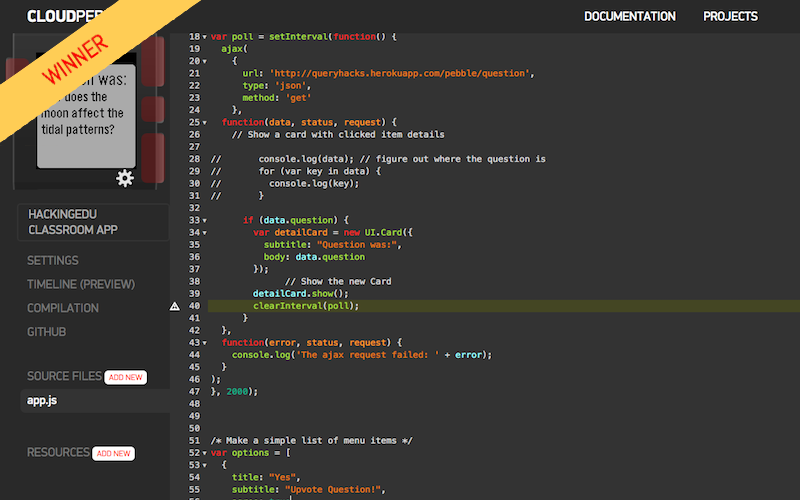 CLOUDPE
DOCUMENTATION
PROJECTS
WINNER
was:
does the
moon affect the
tidal patterns?
HACKINGEDU
CLASSROOM APP
SETTINGS
TIMELINE (PREVIEW)
COMPILATION
GITHUB
SOURCE FILES ADD NEW
app.js
RESOURCES ADD NEW
18 var poll = setInterval(function() {
19 ajax(
20 {
21 url: 'http://queryhacks.herokuapp.com/pebble/question',
22 type: 'json',
23 method: 'get'
24 },
25 function(data, status, request) {
26 // Show a card with clicked item details
27
28 // console.log(data); // figure out where the question is
29 // for (var key in data) {
30 // console.log(key);
31 // }
32
33 if (data.question) {
34 var detailCard = new UI.Card({
35 subtitle: "Question was:",
36 body: data.question
37 });
38 // Show the new Card
39 detailCard.show();
40 clearInterval(poll);
41 }
42 },
43 function(error, status, request) {
44 console.log('The ajax request failed: ' + error);
45 }
46 );
47 }, 2000);
48
49
50
51 /* Make a simple list of menu items */
52 var options = [
53 {
54 title: "Yes",
55 subtitle: "Upvote Question!",